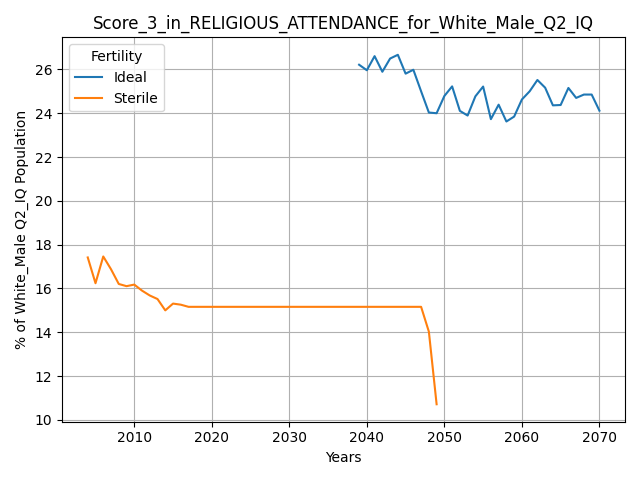 Score_3_in_RELIGIOUS_ATTENDANCE_for_White_Male_Q2_IQ
Fertility
Ideal
Sterile
% of White_Male Q2_IQ Population
26
24
22
20
18
16
14
12
10
2010 2020 2030 2040 2050 2060 2070
Years